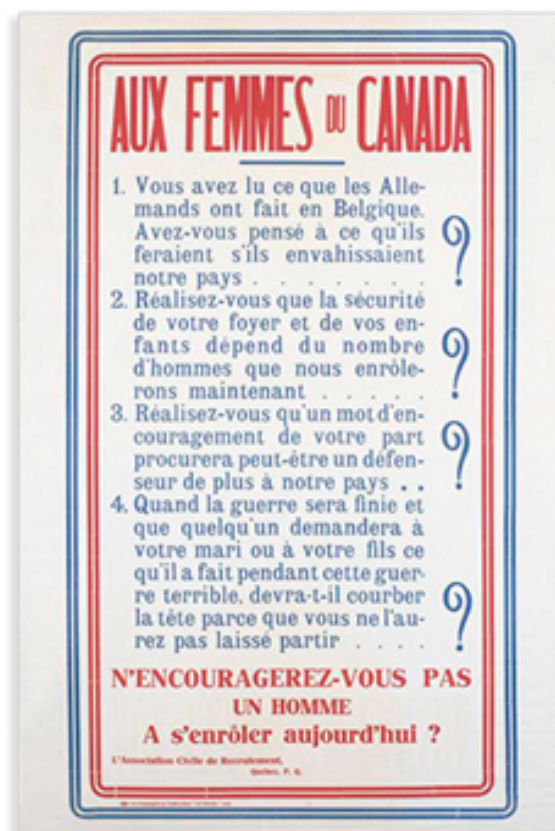 AUX FEMMES DU CANADA
1. Vous avez lu ce que les Alle-
mands ont fait en Belgique.
Avez-vous pensé à ce qu'ils
feraient s'ils envahissaient
notre pays . . . . . . . ?
2. Réalisez-vous que la sécurité
de votre foyer et de vos en-
fants dépend du nombre
d'hommes que nous enrôle-
rons maintenant . . . . . ?
3. Réalisez-vous qu'un mot d'en-
couragement de votre part
procurera peut-être un défen-
seur de plus à notre pays . . ?
4. Quand la guerre sera finie et
que quelqu'un demandera à
votre mari ou à votre fils ce
qu'il a fait pendant cette guer-
re terrible, devra-t-il courber
la tête parce que vous ne l'au-
rez pas laissé partir . . . . ?
N'ENCOURAGEREZ-VOUS PAS
UN HOMME
A s'enrôler aujourd'hui ?
L'Association Civile de Recrutement,
Québec, P. Q.